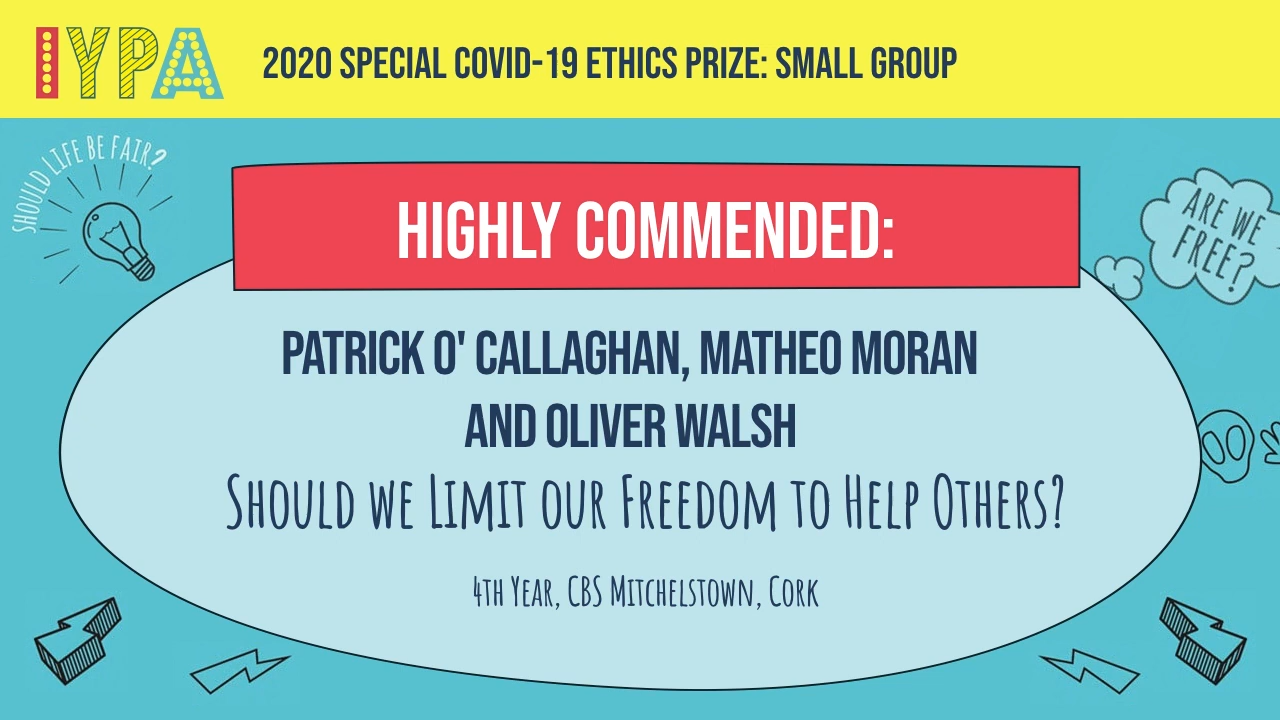 IYPA
2020 SPECIAL COVID-19 ETHICS PRIZE: SMALL GROUP
SHOULD LIFE BE FAIR?
HIGHLY COMMENDED:
ARE WE
FREE?
PATRICK O' CALLAGHAN, MATHEO MORAN
AND OLIVER WALSH
SHOULD WE LIMIT OUR FREEDOM TO HELP OTHERS?
4TH YEAR, CBS MITCHELSTOWN, CORK